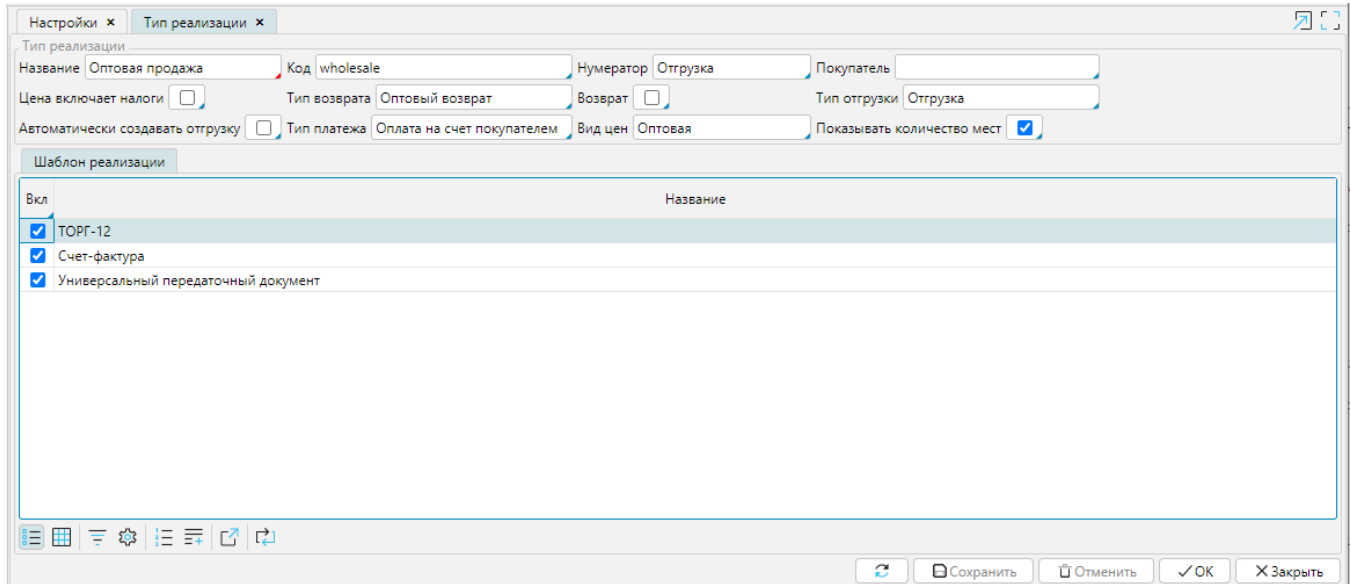 Настройки × Тип реализации ×
Тип реализации
Название Оптовая продажа Код wholesale Нумератор Отгрузка Покупатель
Цена включает налоги Тип возврата Оптовый возврат Возврат Тип отгрузки Отгрузка
Автоматически создавать отгрузку Тип платежа Оплата на счет покупателем Вид цен Оптовая Показывать количество мест
Шаблон реализации
Вкл Название
ТОРГ-12
Счет-фактура
Универсальный передаточный документ
Сохранить Отменить ОК Закрыть